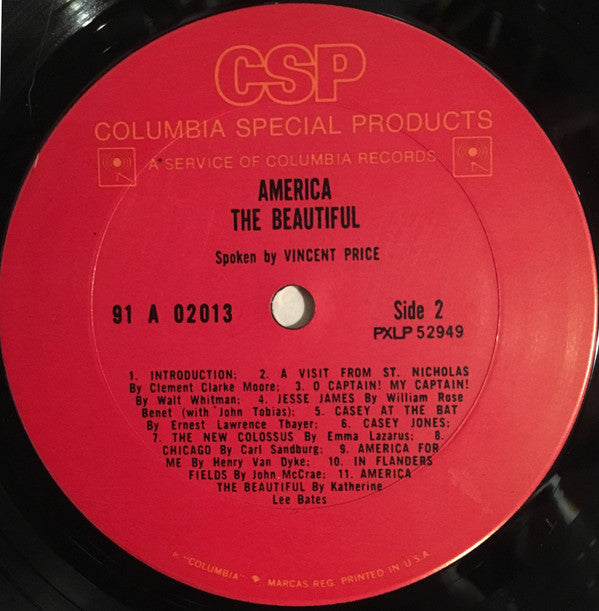 CSP
COLUMBIA SPECIAL PRODUCTS
A SERVICE OF COLUMBIA RECORDS
AMERICA
THE BEAUTIFUL
Spoken by VINCENT PRICE
91 A 02013
Side 2
PXLP 52949
1. INTRODUCTION; 2. A VISIT FROM ST. NICHOLAS
By Clement Clarke Moore; 3. O CAPTAIN! MY CAPTAIN!
By Walt Whitman; 4. JESSE JAMES By William Rose
Benet (with John Tobias); 5. CASEY AT THE BAT
By Ernest Lawrence Thayer; 6. CASEY JONES;
7. THE NEW COLOSSUS By Emma Lazarus; 8.
CHICAGO By Carl Sandburg; 9. AMERICA FOR
ME By Henry Van Dyke; 10. IN FLANDERS
FIELDS By John McCrae; 11. AMERICA
THE BEAUTIFUL By Katherine
Lee Bates
"COLUMBIA" MARCAS REG. PRINTED IN U.S.A.